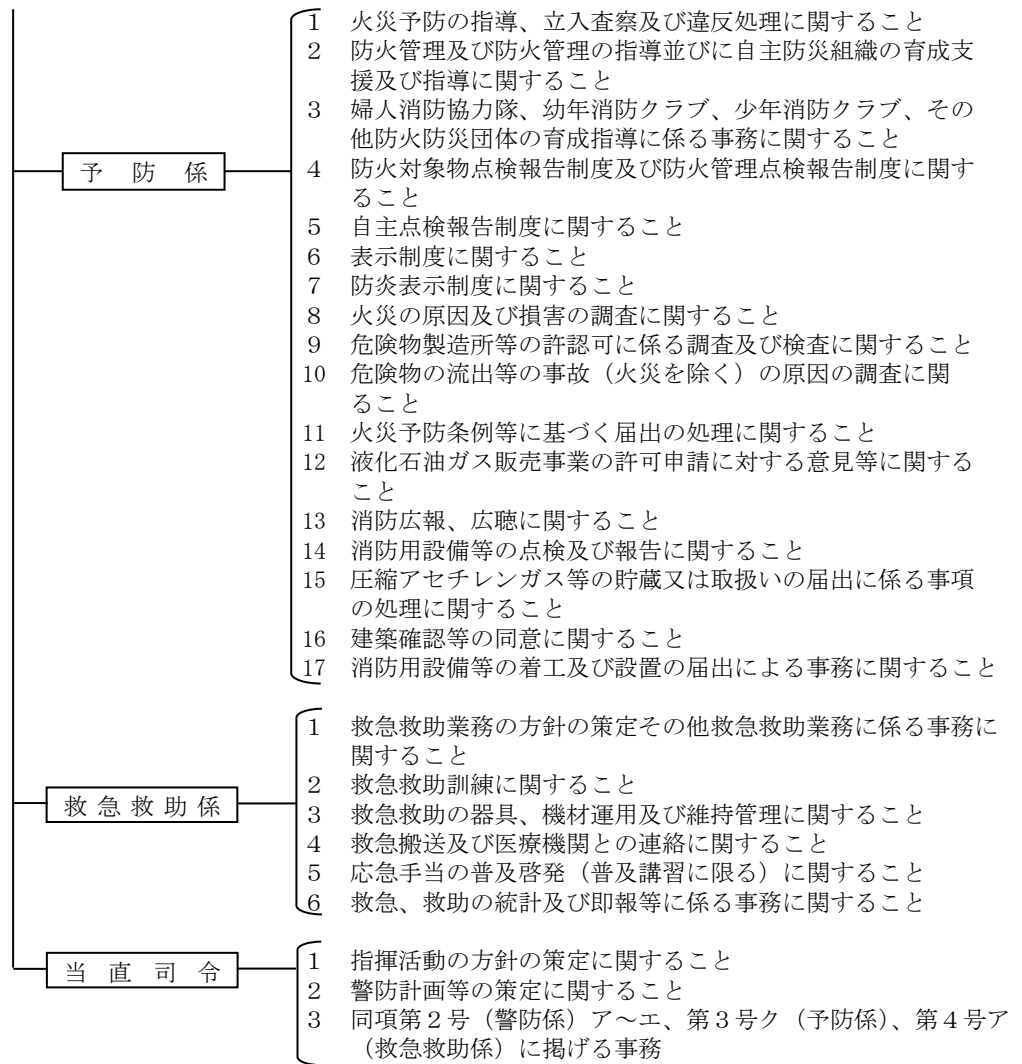 1 火災予防の指導、立入査察及び違反処理に関すること
2 防火管理及び防火管理の指導並びに自主防災組織の育成支
援及び指導に関すること
3 婦人消防協力隊、幼年消防クラブ、少年消防クラブ、その
他防火防災団体の育成指導に係る事務に関すること
予防係
4 防火対象物点検報告制度及び防火管理点検報告制度に関す
ること
5 自主点検報告制度に関すること
6 表示制度に関すること
7 防炎表示制度に関すること
8 火災の原因及び損害の調査に関すること
9 危険物製造所等の許認可に係る調査及び検査に関すること
10 危険物の流出等の事故（火災を除く）の原因の調査に関
ること
11 火災予防条例等に基づく届出の処理に関すること
12 液化石油ガス販売事業の許可申請に対する意見等に関する
こと
13 消防広報、広聴に関すること
14 消防用設備等の点検及び報告に関すること
15 圧縮アセチレンガス等の貯蔵又は取扱いの届出に係る事項
の処理に関すること
16 建築確認等の同意に関すること
17 消防用設備等の着工及び設置の届出による事務に関すること
1 救急救助業務の方針の策定その他救急救助業務に係る事務に
関すること
2 救急救助訓練に関すること
救急救助係
3 救急救助の器具、機材運用及び維持管理に関すること
4 救急搬送及び医療機関との連絡に関すること
5 応急手当の普及啓発（普及講習に限る）に関すること
6 救急、救助の統計及び即報等に係る事務に関すること
当直司令
1 指揮活動の方針の策定に関すること
2 警防計画等の策定に関すること
3 同項第２号（警防係）ア～エ、第３号ク（予防係）、第４号ア
（救急救助係）に掲げる事務